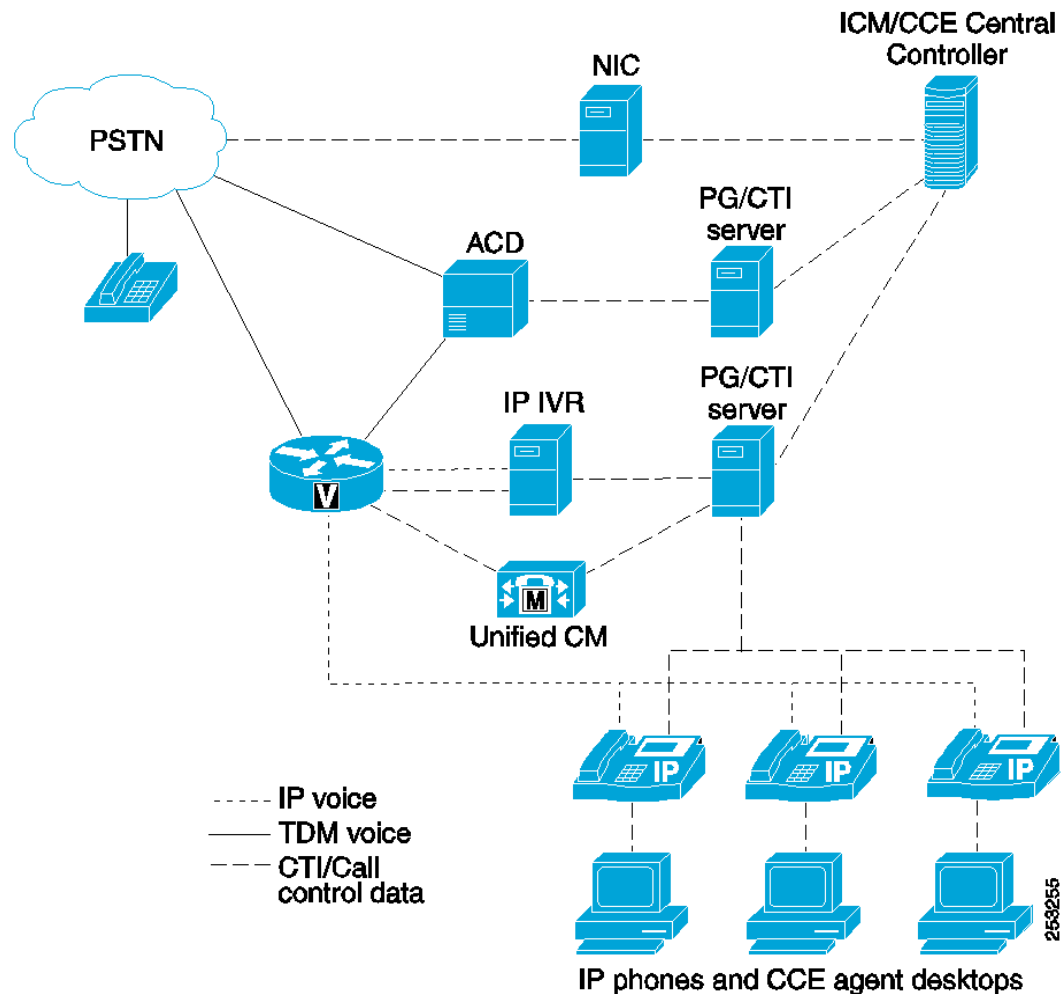 ICM/CCE Central
Controller
NIC
PSTN
PG/CTI
server
ACD
PG/CTI
server
IP IVR
V
M
Unified CM
IP
IP
IP
IP voice
TDM voice
CTI/Call
control data
IP phones and CCE agent desktops
253255